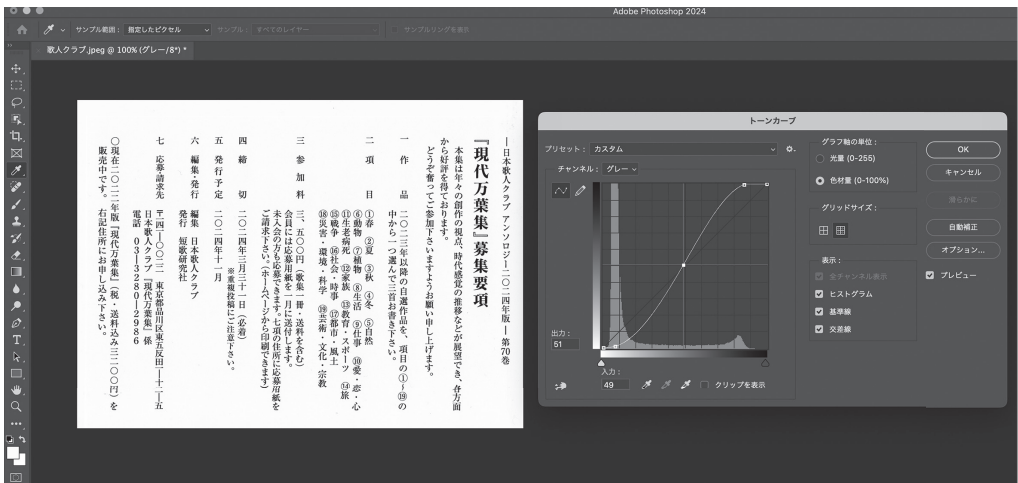 Adobe Photoshop 2024
サンプル範囲： 指定したピクセル
サンプル： すべてのレイヤー
サンプルリングを表示
歌人クラブ.jpeg @ 100% (グレー/8*) *
―日本歌人クラブ アンソロジー―二〇二四年版―第70巻
『現代万葉集』募集要項
本集は年々の創作の視点、時代感覚の推移などが展望でき、各方面
から好評を得ております。
どうぞ奮ってご参加下さいますようお願い申し上げます。
一 作 品 二〇二三年以降の自選作品を、項目の①～⑲の
中から一つ選んで三首お書き下さい。
二 項 目 ①春 ②夏 ③秋 ④冬 ⑤自然
⑥動物 ⑦植物 ⑧生活 ⑨仕事 ⑩愛・恋・心
⑪生老病死 ⑫家族 ⑬教育・スポーツ ⑭旅
⑮戦争 ⑯社会・時事 ⑰都市・風土
⑱災害・環境・科学 ⑲芸術・文化・宗教
三 参 加 料 三、五〇〇円（歌集一冊・送料を含む）
会員には応募用紙を一月に送付します。
未入会の方も応募できます。七項の住所に応募用紙を
ご請求下さい。（ホームページから印刷できます）
四 締 切 二〇二四年三月三十一日（必着）
※重複投稿にご注意下さい。
五 発行予定 二〇二四年十一月
六 編集・発行 編集 日本歌人クラブ
発行 短歌研究社
七 応募請求先 〒一四一―〇〇二二 東京都品川区東五反田一―十二―五
日本歌人クラブ『現代万葉集』係
電話 03―3280―2986
〇現在二〇二二年版『現代万葉集』（税・送料込み三二〇〇円）を
販売中です。右記住所にお申し込み下さい。
トーンカーブ
プリセット： カスタム
チャンネル： グレー
出力：
51
入力：
49
クリップを表示
グラフ軸の単位：
光量 (0-255)
色材量 (0-100%)
グリッドサイズ：
表示：
全チャンネル表示
ヒストグラム
基準線
交差線
OK
キャンセル
滑らかに
自動補正
オプション...
プレビュー